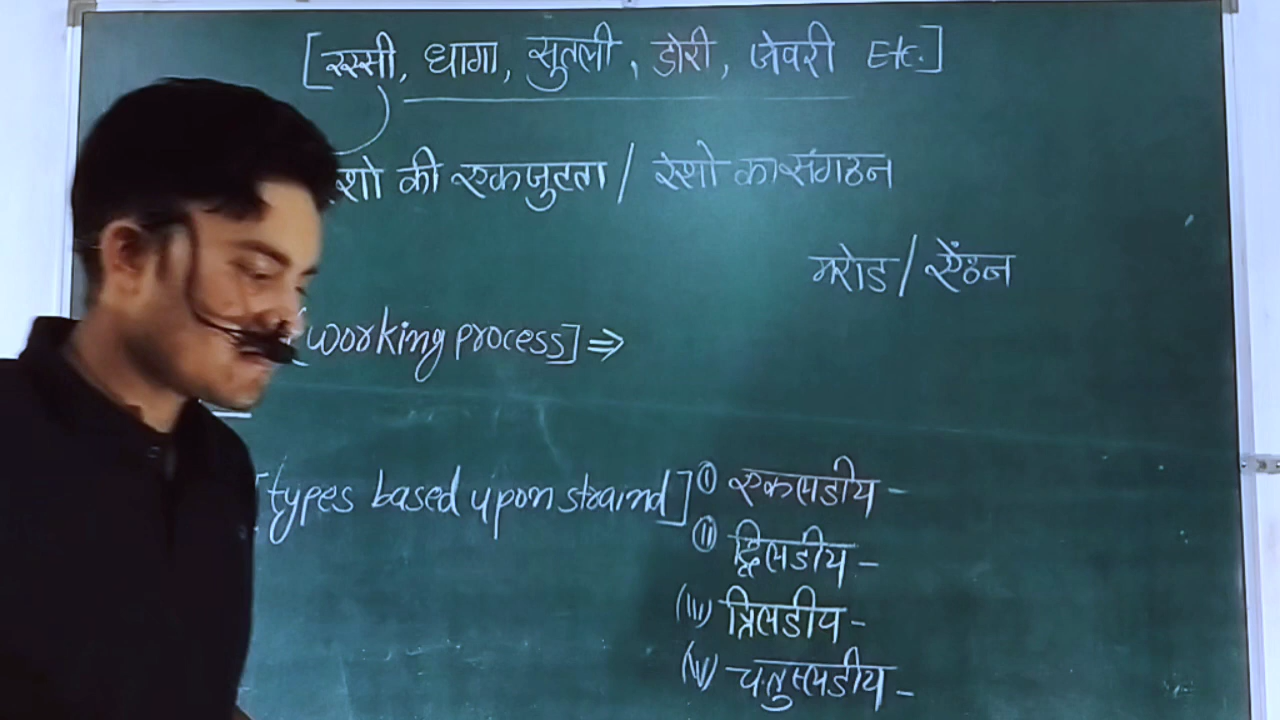 [रस्सी, धागा, सुतली, डोरी, जेवरी Etc.]
शो की एकजुटता / रेशो का संगठन
मरोड / ऐंठन
[working process] ⇒
[types based upon straind] (i) एकलडीय -
(ii) द्विलडीय -
(iii) त्रिलडीय -
(iv) चतुष्लडीय -